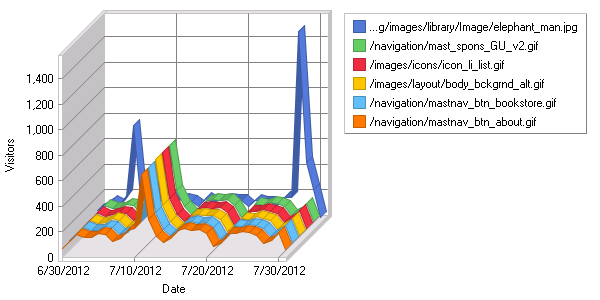 ...g/images/library/Image/elephant_man.jpg
/navigation/mast_spons_GU_v2.gif
/images/icons/icon_li_list.gif
/images/layout/body_bckgrnd_alt.gif
/navigation/mastnav_btn_bookstore.gif
/navigation/mastnav_btn_about.gif
Visitors
1,400
1,200
1,000
800
600
400
200
0
6/30/2012 7/10/2012 7/20/2012 7/30/2012
Date